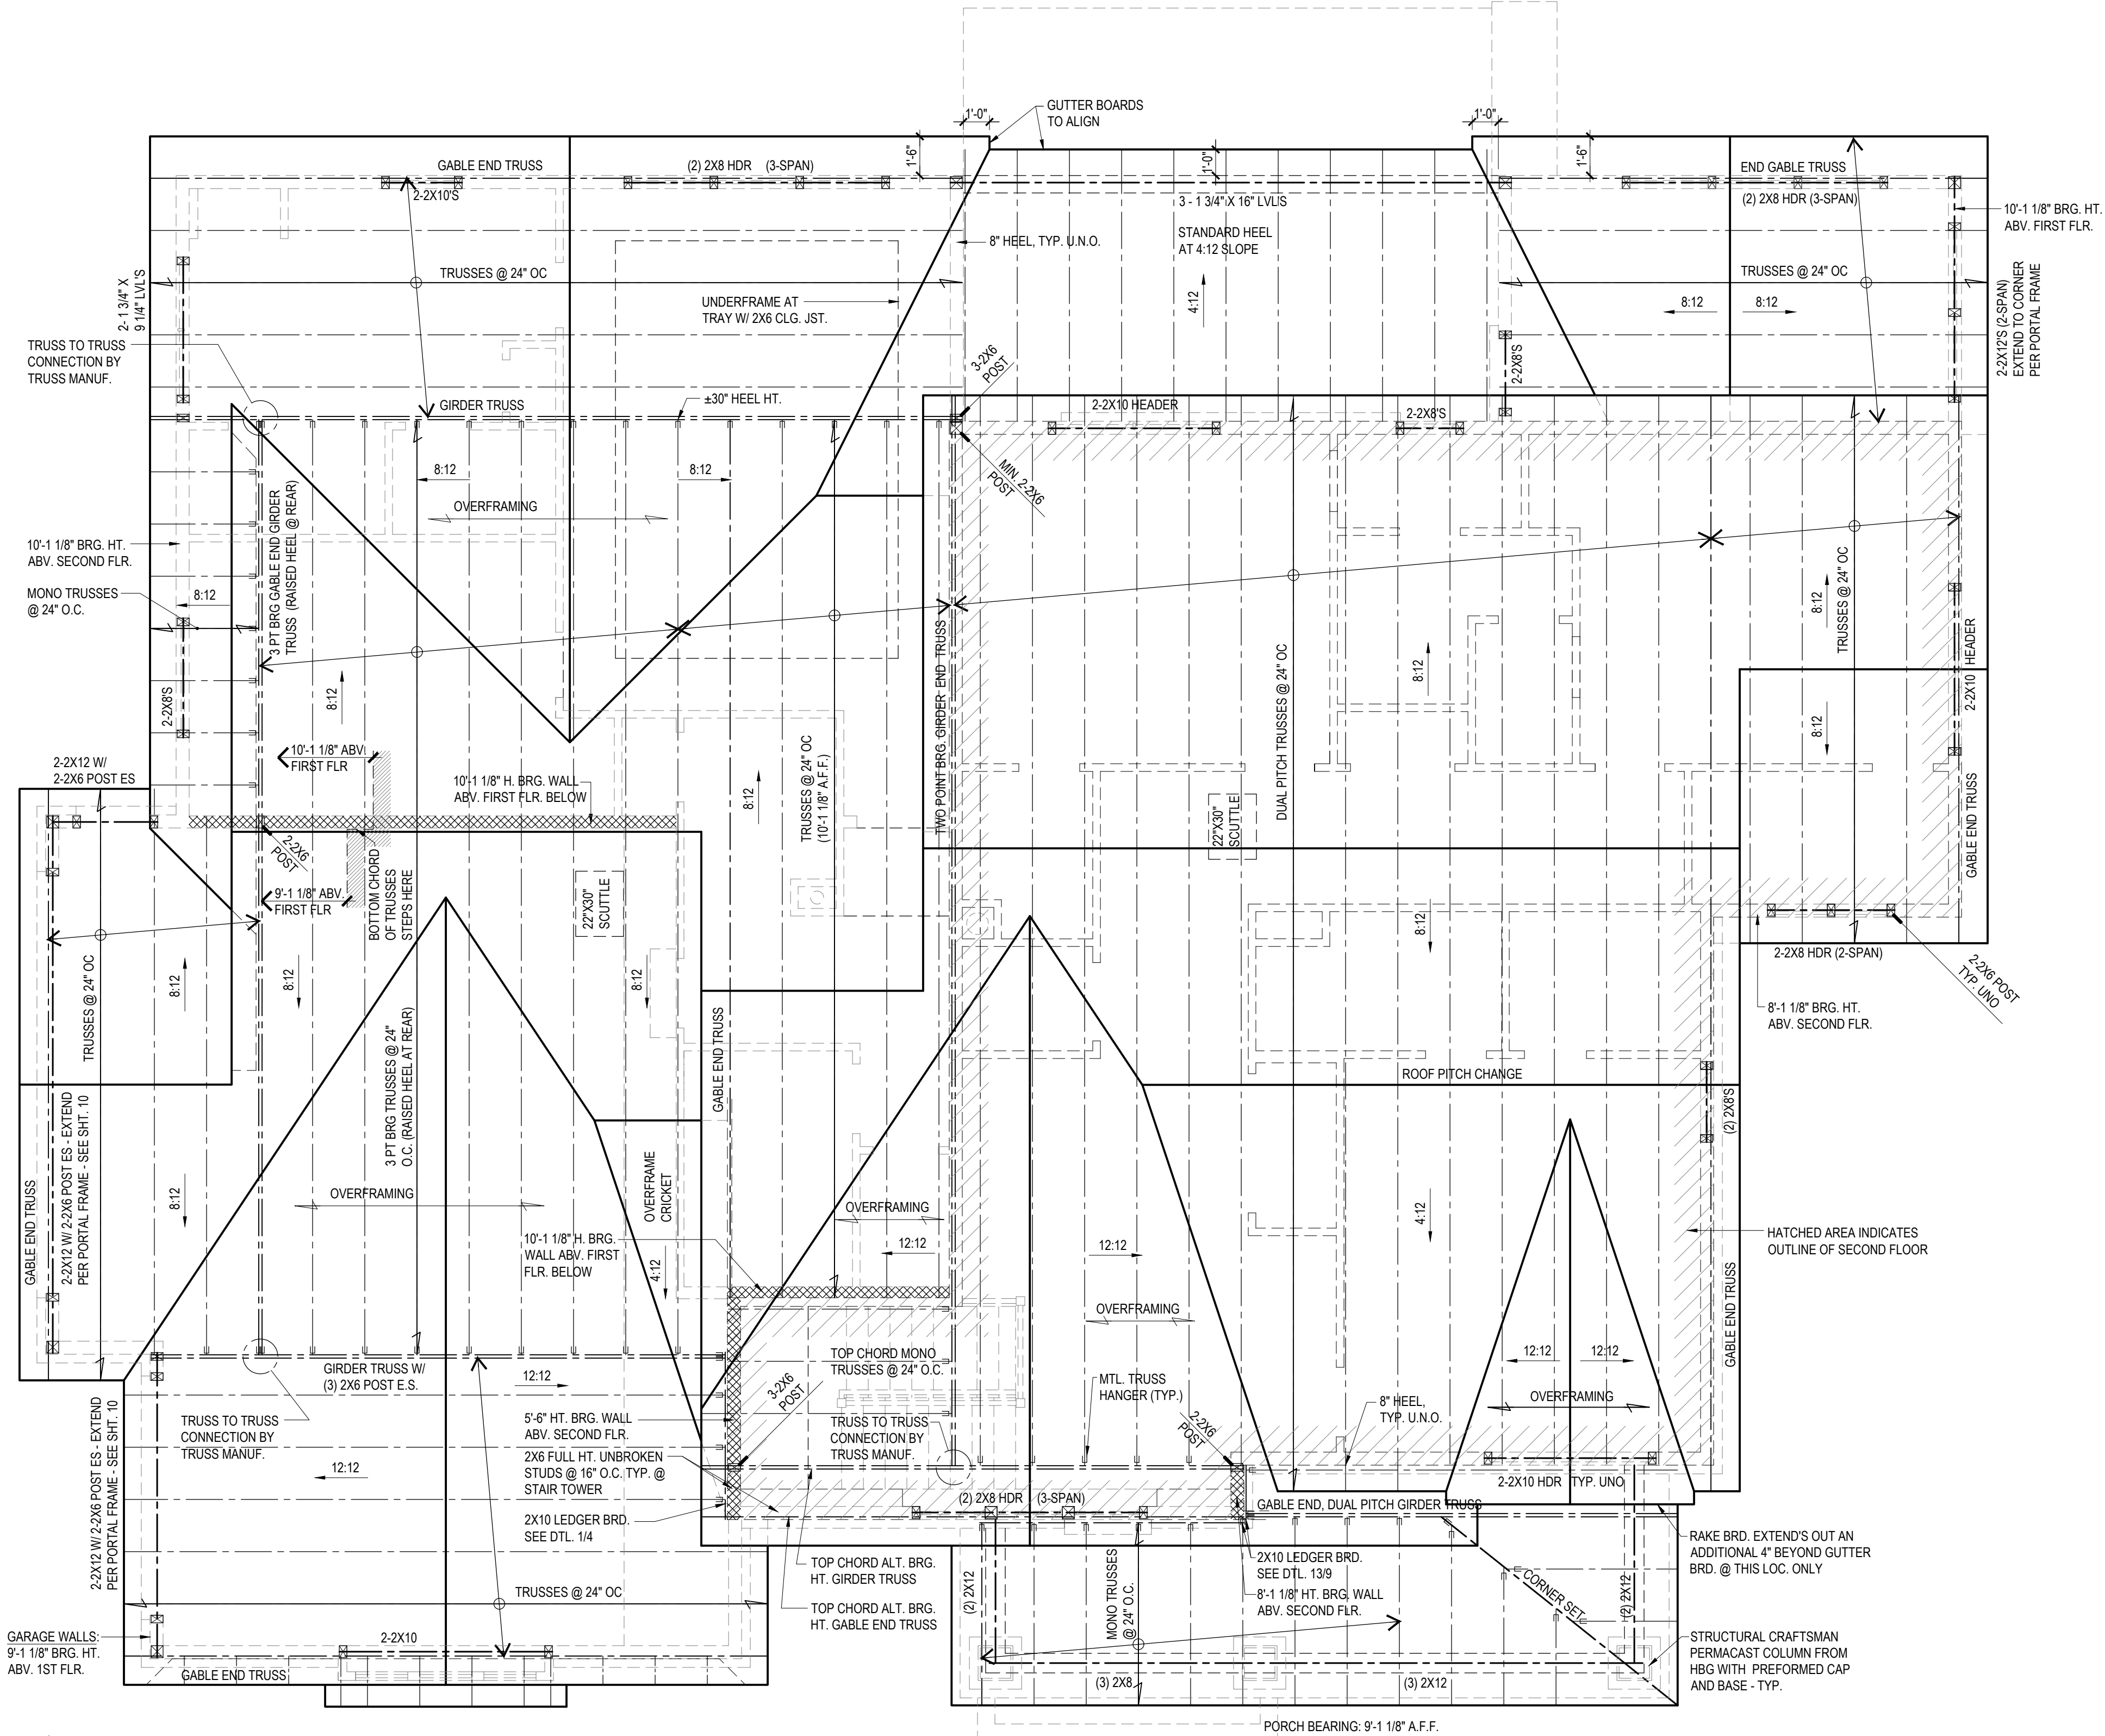 GUTTER BOARDS
TO ALIGN
1'-0"
1'-0"
1'-6"
1'-0"
1'-6"
GABLE END TRUSS
(2) 2X8 HDR (3-SPAN)
2-2X10'S
3 - 1 3/4" X 16" LVL'S
END GABLE TRUSS
(2) 2X8 HDR (3-SPAN)
10'-1 1/8" BRG. HT.
ABV. FIRST FLR.
8" HEEL, TYP. U.N.O.
STANDARD HEEL
AT 4:12 SLOPE
4:12
TRUSSES @ 24" OC
TRUSSES @ 24" OC
2- 1 3/4" X
9 1/4" LVL'S
UNDERFRAME AT
TRAY W/ 2X6 CLG. JST.
8:12
8:12
2-2X12'S (2-SPAN)
EXTEND TO CORNER
PER PORTAL FRAME
TRUSS TO TRUSS
CONNECTION BY
TRUSS MANUF.
3-2X6
POST
2-2X8'S
GIRDER TRUSS
±30" HEEL HT.
2-2X10 HEADER
2-2X8'S
8:12
8:12
OVERFRAMING
MIN. 2-2X6
POST
3 PT BRG GABLE END GIRDER
TRUSS (RAISED HEEL @ REAR)
10'-1 1/8" BRG. HT.
ABV. SECOND FLR.
MONO TRUSSES
@ 24" O.C.
8:12
2-2X8'S
8:12
TWO POINT BRG. GIRDER END TRUSS
DUAL PITCH TRUSSES @ 24" OC
8:12
8:12
TRUSSES @ 24" OC
2-2X10 HEADER
8:12
GABLE END TRUSS
10'-1 1/8" ABV.
FIRST FLR
2-2X12 W/
2-2X6 POST ES
10'-1 1/8" H. BRG. WALL
ABV. FIRST FLR. BELOW
8:12
TRUSSES @ 24" OC
(10'-1 1/8" A.F.F.)
22"X30"
SCUTTLE
2-2X6
POST
9'-1 1/8" ABV.
FIRST FLR
BOTTOM CHORD
OF TRUSSES
STEPS HERE
22"X30"
SCUTTLE
8:12
8:12
8:12
8:12
TRUSSES @ 24" OC
2-2X8 HDR (2-SPAN)
2-2X6 POST
TYP. UNO
8'-1 1/8" BRG. HT.
ABV. SECOND FLR.
3 PT BRG TRUSSES @ 24"
O.C. (RAISED HEEL AT REAR)
GABLE END TRUSS
ROOF PITCH CHANGE
(2) 2X8'S
GABLE END TRUSS
2-2X12 W/ 2-2X6 POST ES - EXTEND
PER PORTAL FRAME - SEE SHT. 10
8:12
OVERFRAMING
OVERFRAME
CRICKET
4:12
OVERFRAMING
12:12
12:12
4:12
HATCHED AREA INDICATES
OUTLINE OF SECOND FLOOR
10'-1 1/8" H. BRG.
WALL ABV. FIRST
FLR. BELOW
OVERFRAMING
GABLE END TRUSS
12:12
12:12
OVERFRAMING
GIRDER TRUSS W/
(3) 2X6 POST E.S.
12:12
TOP CHORD MONO
TRUSSES @ 24" O.C.
3-2X6
POST
MTL. TRUSS
HANGER (TYP.)
8" HEEL,
TYP. U.N.O.
2-2X6
POST
TRUSS TO TRUSS
CONNECTION BY
TRUSS MANUF.
5'-6" HT. BRG. WALL
ABV. SECOND FLR.
TRUSS TO TRUSS
CONNECTION BY
TRUSS MANUF.
2X6 FULL HT. UNBROKEN
STUDS @ 16" O.C. TYP. @
STAIR TOWER
2-2X12 W/ 2-2X6 POST ES - EXTEND
PER PORTAL FRAME - SEE SHT. 10
12:12
2X10 LEDGER BRD.
SEE DTL. 1/4
(2) 2X8 HDR (3-SPAN)
2-2X10 HDR TYP. UNO
GABLE END, DUAL PITCH GIRDER TRUSS
RAKE BRD. EXTEND'S OUT AN
ADDITIONAL 4" BEYOND GUTTER
BRD. @ THIS LOC. ONLY
TOP CHORD ALT. BRG.
HT. GIRDER TRUSS
2X10 LEDGER BRD.
SEE DTL. 13/9
8'-1 1/8" HT. BRG. WALL
ABV. SECOND FLR.
TOP CHORD ALT. BRG.
HT. GABLE END TRUSS
TRUSSES @ 24" OC
(2) 2X12
MONO TRUSSES
@ 24" O.C.
CORNER SET
(2) 2X12
GARAGE WALLS:
9'-1 1/8" BRG. HT.
ABV. 1ST FLR.
2-2X10
GABLE END TRUSS
(3) 2X8
(3) 2X12
STRUCTURAL CRAFTSMAN
PERMACAST COLUMN FROM
HBG WITH PREFORMED CAP
AND BASE - TYP.
PORCH BEARING: 9'-1 1/8" A.F.F.